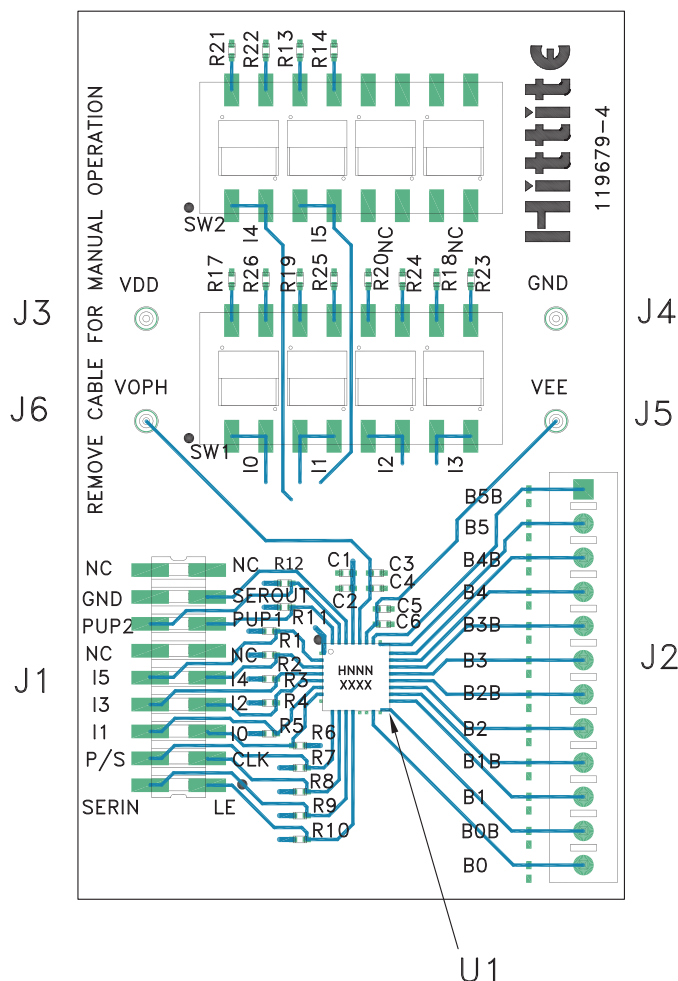 R21
R22
R13
R14
Hittite
119679-4
REMOVE CABLE FOR MANUAL OPERATION
SW2
I4
I5
NC
NC
R17
R26
R19
R25
R20
R24
R18
R23
J3
VDD
GND
J4
J6
VOPH
VEE
J5
SW1
I0
I1
I2
I3
B5B
B5
B4B
B4
B3B
B3
B2B
B2
B1B
B1
B0B
B0
J2
C1
C2
C3
C4
C5
C6
NC
NC
R12
GND
SEROUT
PUP2
PUP1
R11
NC
NC
R1
J1
I5
I4
R2
I3
I2
R3
R4
I1
I0
R5
R6
P/S
CLK
R7
SERIN
LE
R8
R9
R10
HNNN
XXXX
U1